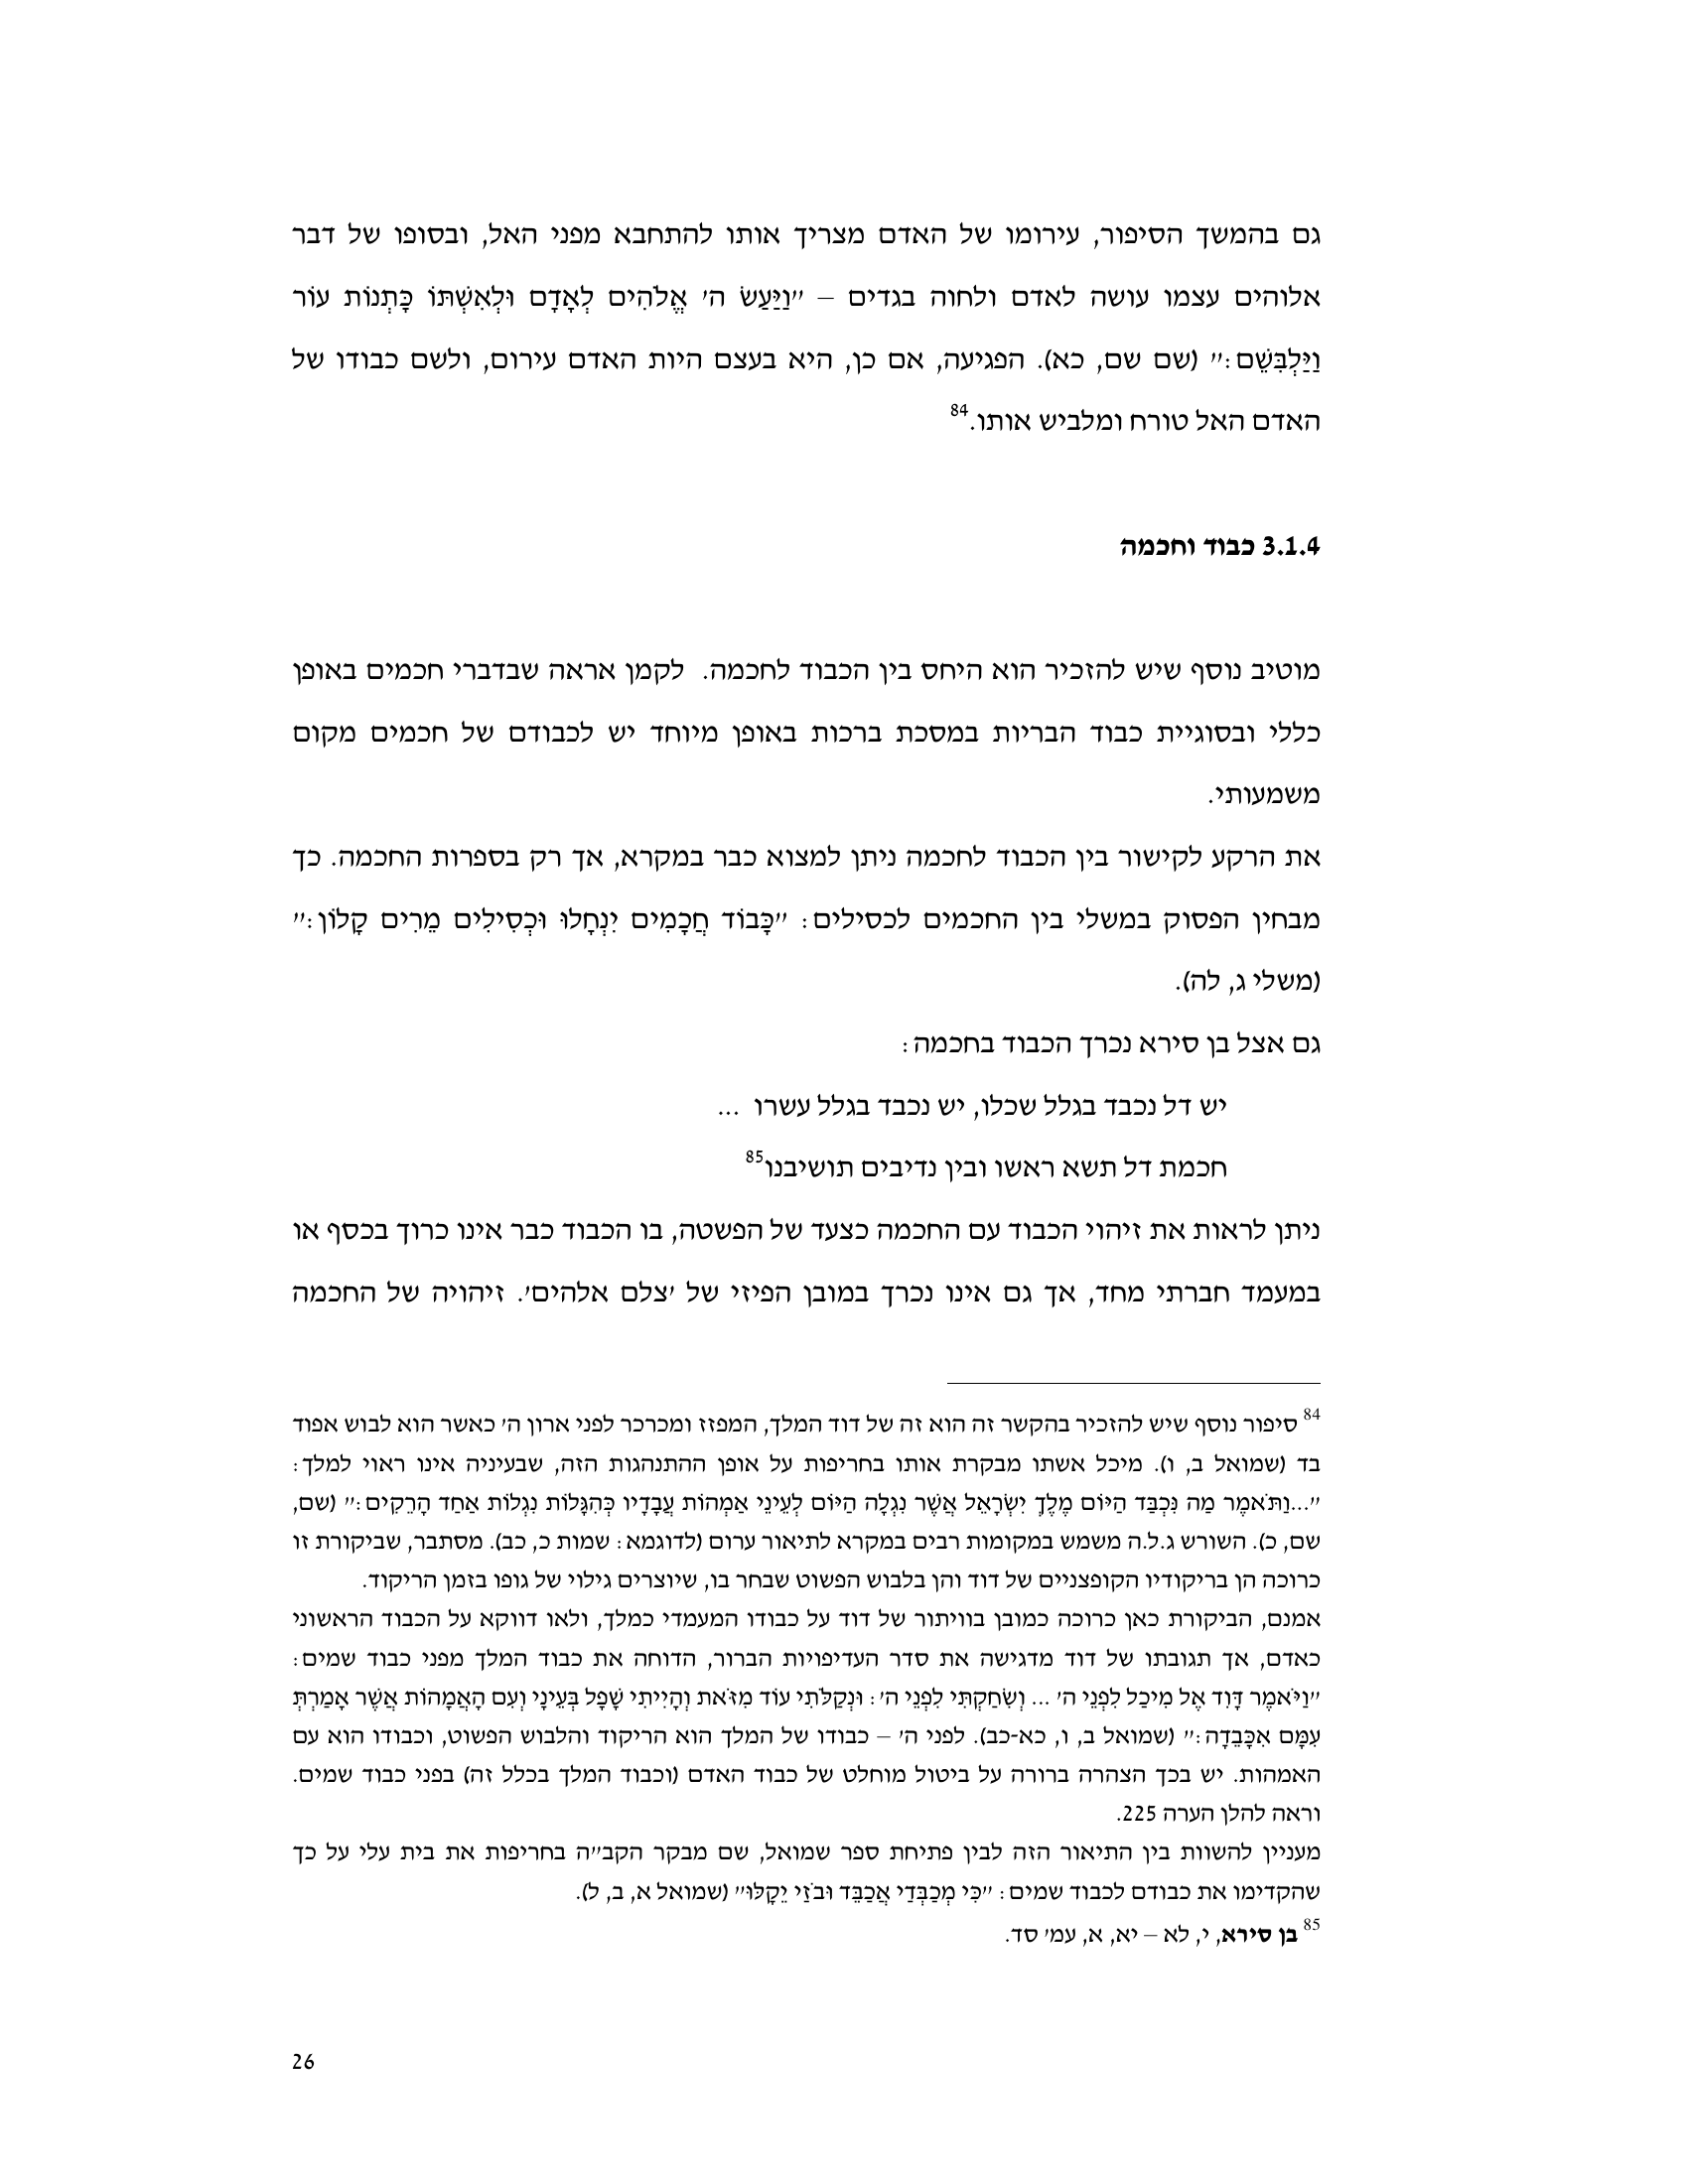 גם בהמשך הסיפור, עירומו של האדם מצריך אותו להתחבא מפני האל, ובסופו של דבר
אלוהים עצמו עושה לאדם ולחוה בגדים – "וַיַּעַשׂ ה' אֱלֹהִים לְאָדָם וּלְאִשְׁתּוֹ כָּתְנוֹת עוֹר
וַיַּלְבִּשֵׁם:" (שם שם, כא). הפגיעה, אם כן, היא בעצם היות האדם עירום, ולשם כבודו של
האדם האל טורח ומלביש אותו.84
3.1.4 כבוד וחכמה
מוטיב נוסף שיש להזכיר הוא היחס בין הכבוד לחכמה. לקמן אראה שבדברי חכמים באופן
כללי ובסוגיית כבוד הבריות במסכת ברכות באופן מיוחד יש לכבודם של חכמים מקום
משמעותי.
את הרקע לקישור בין הכבוד לחכמה ניתן למצוא כבר במקרא, אך רק בספרות החכמה. כך
מבחין הפסוק במשלי בין החכמים לכסילים: "כָּבוֹד חֲכָמִים יִנְחָלוּ וּכְסִילִים מֵרִים קָלוֹן:"
(משלי ג, לה).
גם אצל בן סירא נכרך הכבוד בחכמה:
יש דל נכבד בגלל שכלו, יש נכבד בגלל עשרו ...
חכמת דל תשא ראשו ובין נדיבים תושיבנו85
ניתן לראות את זיהוי הכבוד עם החכמה כצעד של הפשטה, בו הכבוד כבר אינו כרוך בכסף או
במעמד חברתי מחד, אך גם אינו נכרך במובן הפיזי של 'צלם אלהים'. זיהויה של החכמה
84 סיפור נוסף שיש להזכיר בהקשר זה הוא זה של דוד המלך, המפזז ומכרכר לפני ארון ה' כאשר הוא לבוש אפוד
בד (שמואל ב, ו). מיכל אשתו מבקרת אותו בחריפות על אופן ההתנהגות הזה, שבעיניה אינו ראוי למלך:
"...וַתֹּאמֶר מַה נִּכְבַּד הַיּוֹם מֶלֶךְ יִשְׂרָאֵל אֲשֶׁר נִגְלָה הַיּוֹם לְעֵינֵי אַמְהוֹת עֲבָדָיו כְּהִגָּלוֹת נִגְלוֹת אַחַד הָרֵקִים:" (שם,
שם, כ). השורש ג.ל.ה משמש במקומות רבים במקרא לתיאור ערום (לדוגמא: שמות כ, כב). מסתבר, שביקורת זו
כרוכה הן בריקודיו הקופצניים של דוד והן בלבוש הפשוט שבחר בו, שיוצרים גילוי של גופו בזמן הריקוד.
אמנם, הביקורת כאן כרוכה כמובן בוויתור של דוד על כבודו המעמדי כמלך, ולאו דווקא על הכבוד הראשוני
כאדם, אך תגובתו של דוד מדגישה את סדר העדיפויות הברור, הדוחה את כבוד המלך מפני כבוד שמים:
"וַיֹּאמֶר דָּוִד אֶל מִיכַל לִפְנֵי ה' ... וְשִׂחַקְתִּי לִפְנֵי ה': וּנְקַלֹּתִי עוֹד מִזֹּאת וְהָיִיתִי שָׁפָל בְּעֵינָי וְעִם הָאֲמָהוֹת אֲשֶׁר אָמַרְתְּ
עִמָּם אִכָּבֵדָה:" (שמואל ב, ו, כא-כב). לפני ה' – כבודו של המלך הוא הריקוד והלבוש הפשוט, וכבודו הוא עם
האמהות. יש בכך הצהרה ברורה על ביטול מוחלט של כבוד האדם (וכבוד המלך בכלל זה) בפני כבוד שמים.
וראה להלן הערה 225.
מעניין להשוות בין התיאור הזה לבין פתיחת ספר שמואל, שם מבקר הקב"ה בחריפות את בית עלי על כך
שהקדימו את כבודם לכבוד שמים: "כִּי מְכַבְּדַי אֲכַבֵּד וּבֹזַי יֵקָלּוּ" (שמואל א, ב, ל).
85 בן סירא, י, לא – יא, א, עמ' סד.
26